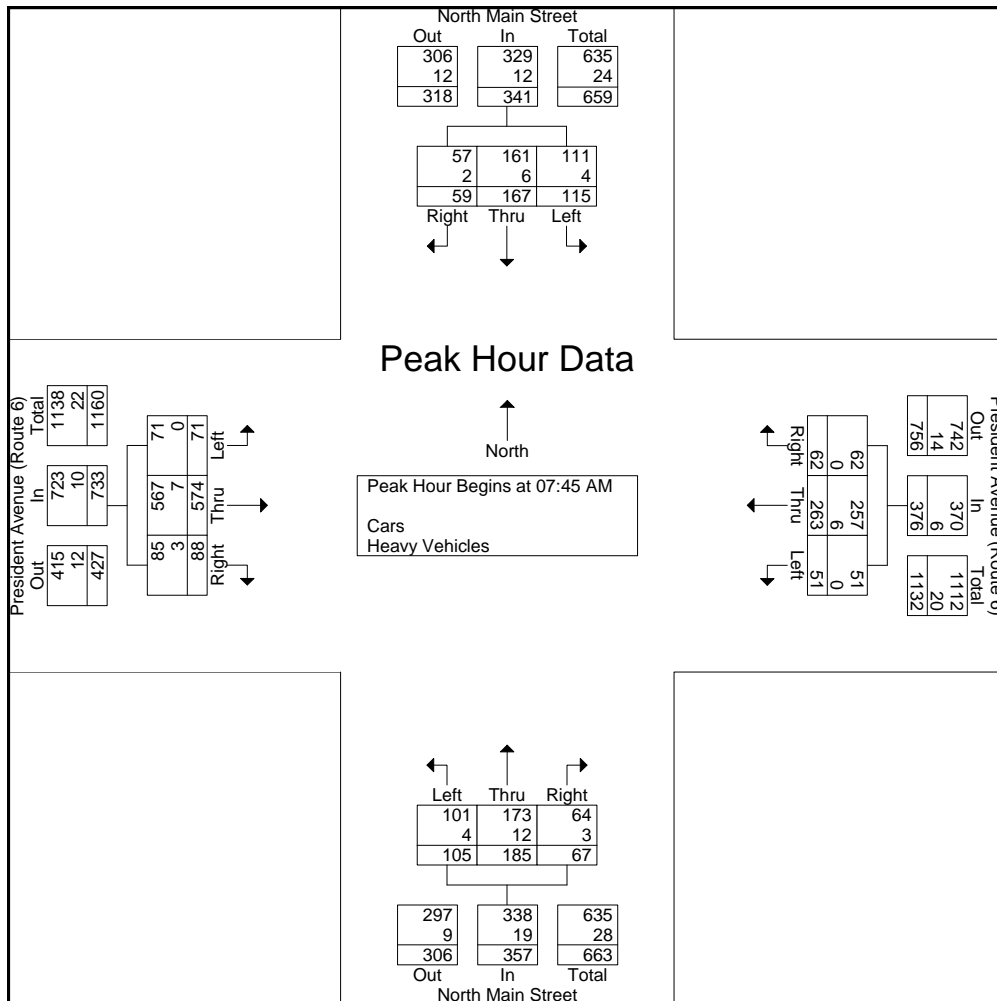 North Main Street
Out In Total
306 329 635
12 12 24
318 341 659
57 161 111
2 6 4
59 167 115
Right Thru Left
Peak Hour Data
North
Peak Hour Begins at 07:45 AM
Cars
Heavy Vehicles
President Avenue (Route 6)
Total In Out
1138 723 415
22 10 12
1160 733 427
71 567 85
0 7 3
71 574 88
Left Thru Right
President Avenue (Route 6)
Out In Total
742 370 1112
14 6 20
756 376 1132
62 257 51
0 6 0
62 263 51
Right Thru Left
Left Thru Right
101 173 64
4 12 3
105 185 67
297 338 635
9 19 28
306 357 663
Out In Total
North Main Street